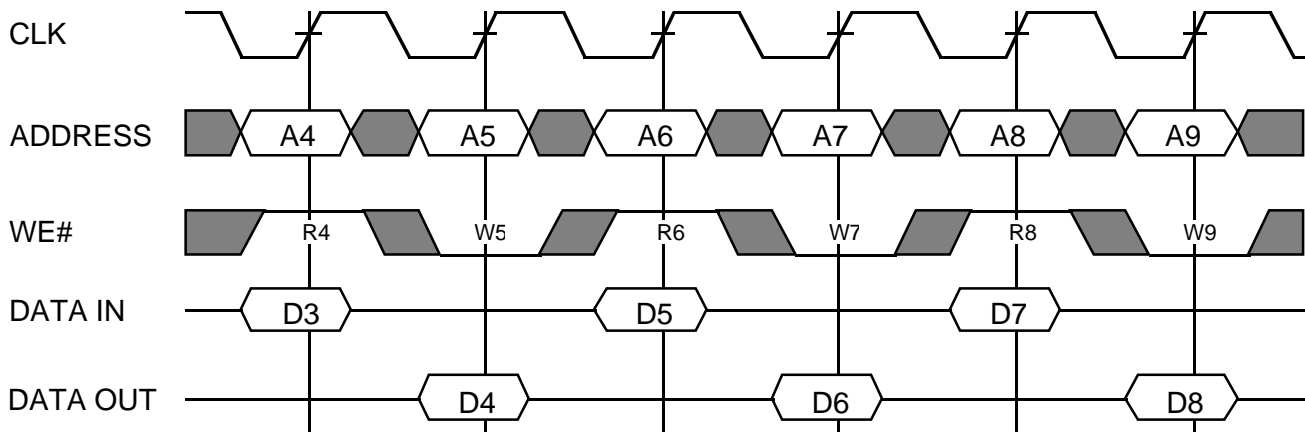 CLK
ADDRESS A4 A5 A6 A7 A8 A9
WE# R4 W5 R6 W7 R8 W9
DATA IN D3 D5 D7
DATA OUT D4 D6 D8